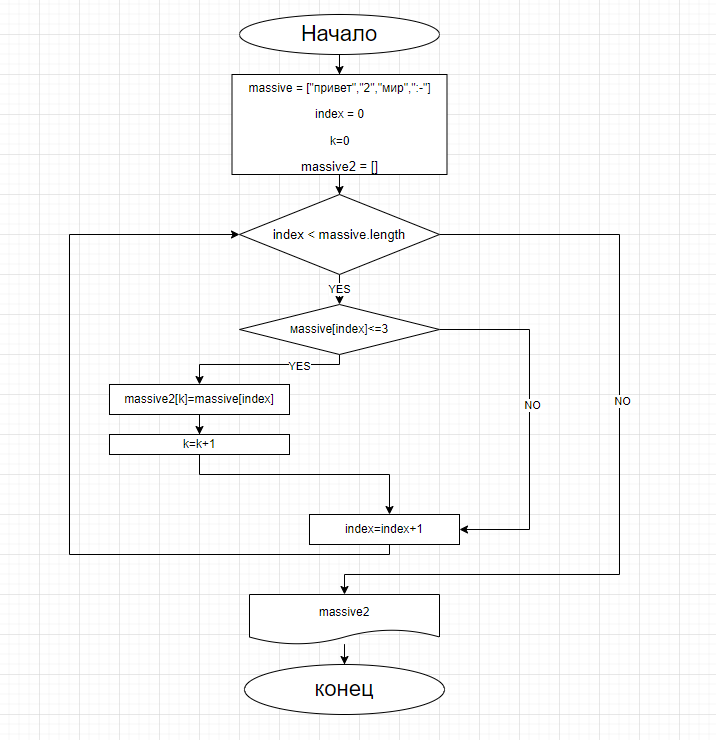 Начало
massive = ["привет","2","мир",":-"]
index = 0
k=0
massive2 = []
index < massive.length
YES
massive[index]<=3
YES
massive2[k]=massive[index]
NO
NO
k=k+1
index=index+1
massive2
конец